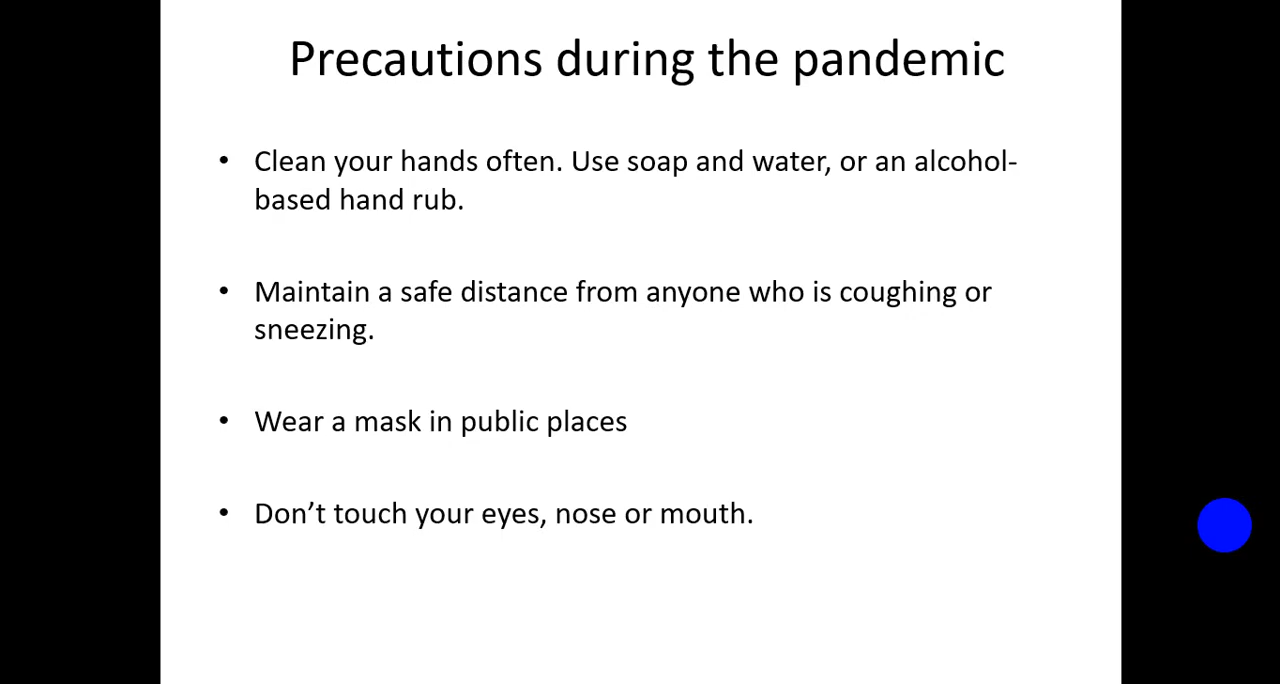 Precautions during the pandemic
• Clean your hands often. Use soap and water, or an alcohol-
based hand rub.
• Maintain a safe distance from anyone who is coughing or
sneezing.
• Wear a mask in public places
• Don’t touch your eyes, nose or mouth.